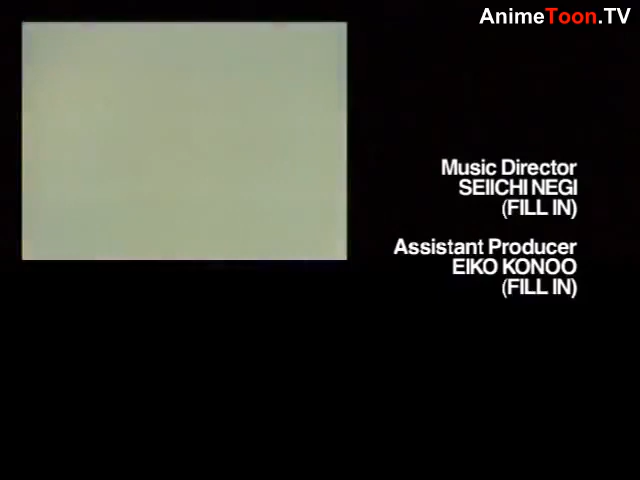 AnimeToon.TV
Music Director
SEIICHI NEGI
(FILL IN)
Assistant Producer
EIKO KONOO
(FILL IN)